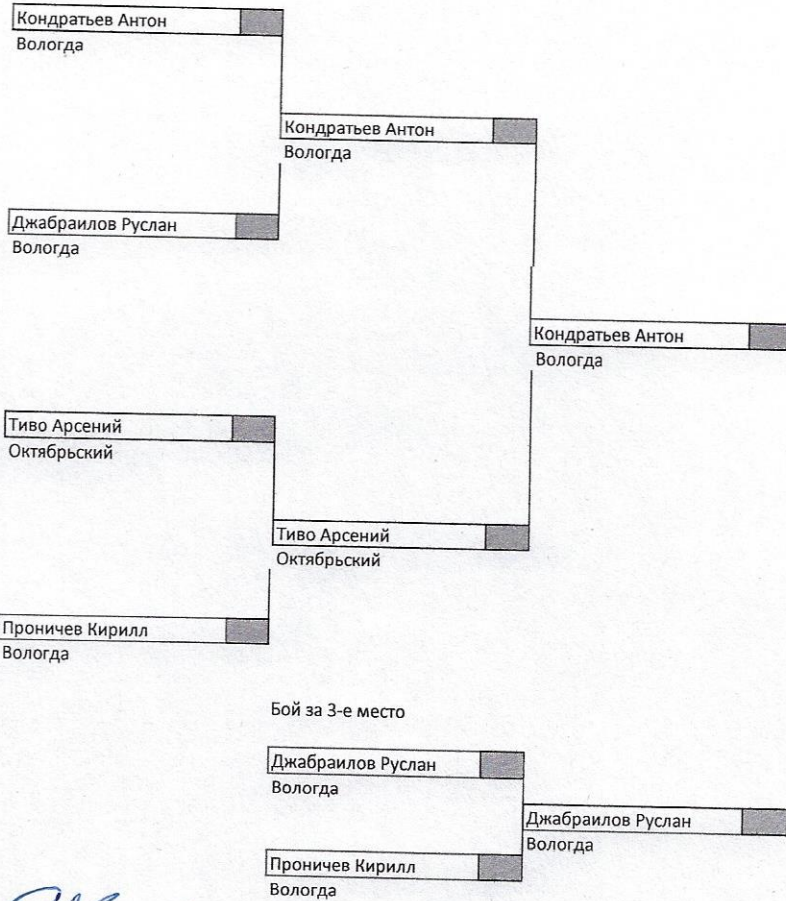 Кондратьев Антон
Вологда
Кондратьев Антон
Вологда
Джабраилов Руслан
Вологда
Кондратьев Антон
Вологда
Тиво Арсений
Октябрьский
Тиво Арсений
Октябрьский
Проничев Кирилл
Вологда
Бой за 3-е место
Джабраилов Руслан
Вологда
Джабраилов Руслан
Вологда
Проничев Кирилл
Вологда